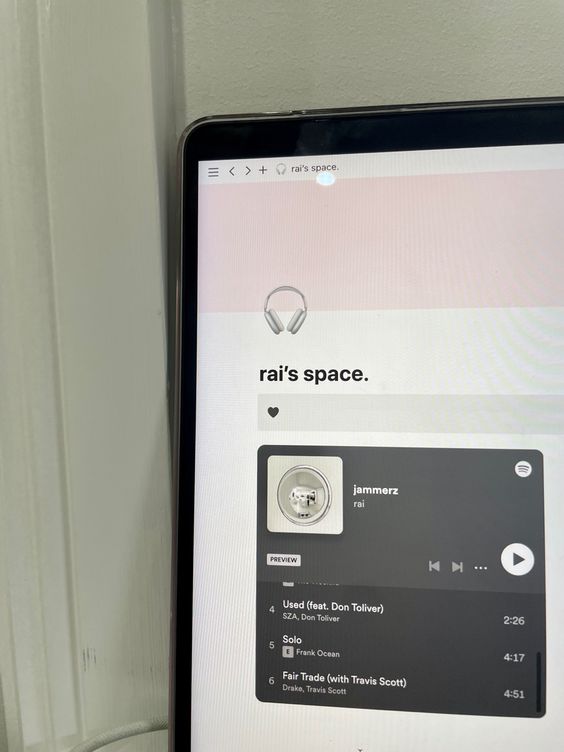 rai's space.
rai's space.
jammerz
rai
PREVIEW
4 Used (feat. Don Toliver) 2:26
SZA, Don Toliver
5 Solo 4:17
E Frank Ocean
6 Fair Trade (with Travis Scott) 4:51
Drake, Travis Scott